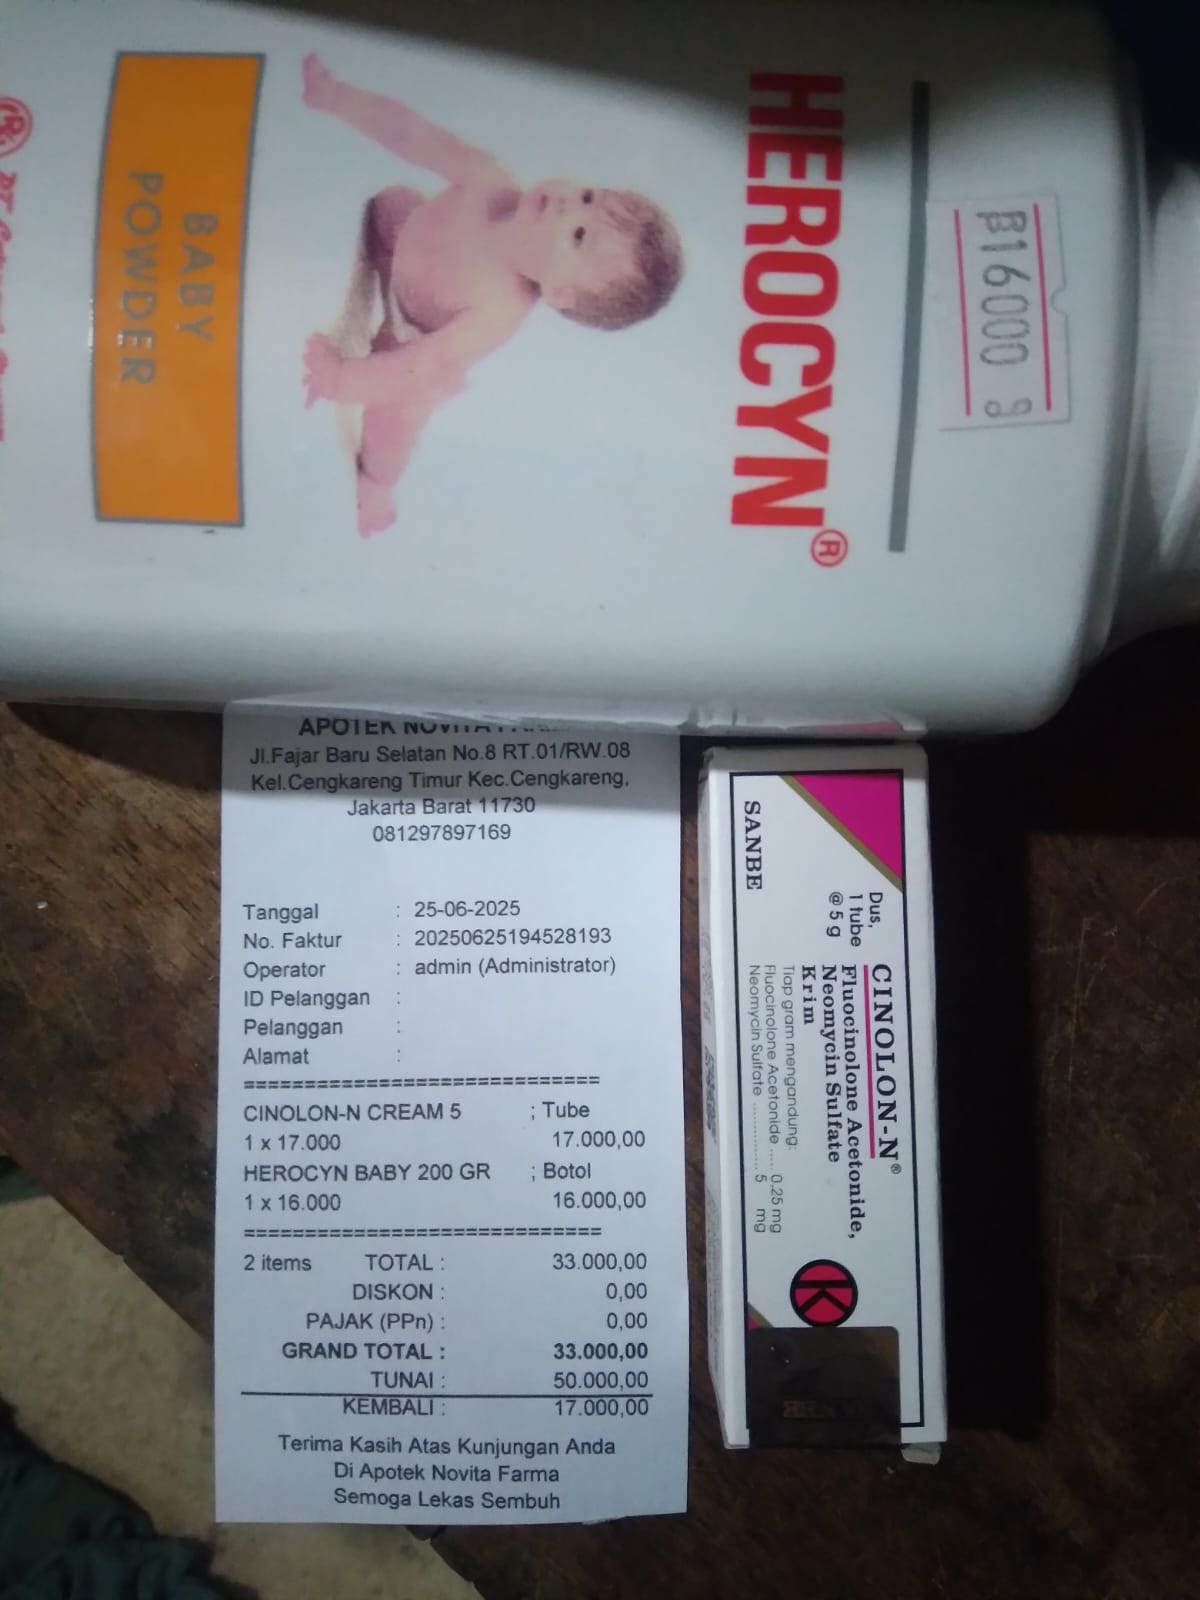 HEROCYN®
₱16000 9
BABY
POWDER
PT
APOTEK NOVITA
Jl.Fajar Baru Selatan No.8 RT.01/RW.08
Kel.Cengkareng Timur Kec.Cengkareng,
Jakarta Barat 11730
081297897169
Tanggal : 25-06-2025
No. Faktur : 20250625194528193
Operator : admin (Administrator)
ID Pelanggan :
Pelanggan :
Alamat :
==============================
CINOLON-N CREAM 5 ; Tube
1 x 17.000 17.000,00
HEROCYN BABY 200 GR ; Botol
1 x 16.000 16.000,00
==============================
2 items TOTAL : 33.000,00
DISKON : 0,00
PAJAK (PPn) : 0,00
GRAND TOTAL : 33.000,00
TUNAI : 50.000,00
KEMBALI : 17.000,00
Terima Kasih Atas Kunjungan Anda
Di Apotek Novita Farma
Semoga Lekas Sembuh
Dus,
1 tube
@ 5 g
CINOLON-N®
Fluocinolone Acetonide,
Neomycin Sulfate
Krim
Tiap gram mengandung:
Fluocinolone Acetonide ..... 0,25 mg
Neomycin Sulfate ............... 5 mg
SANBE
K